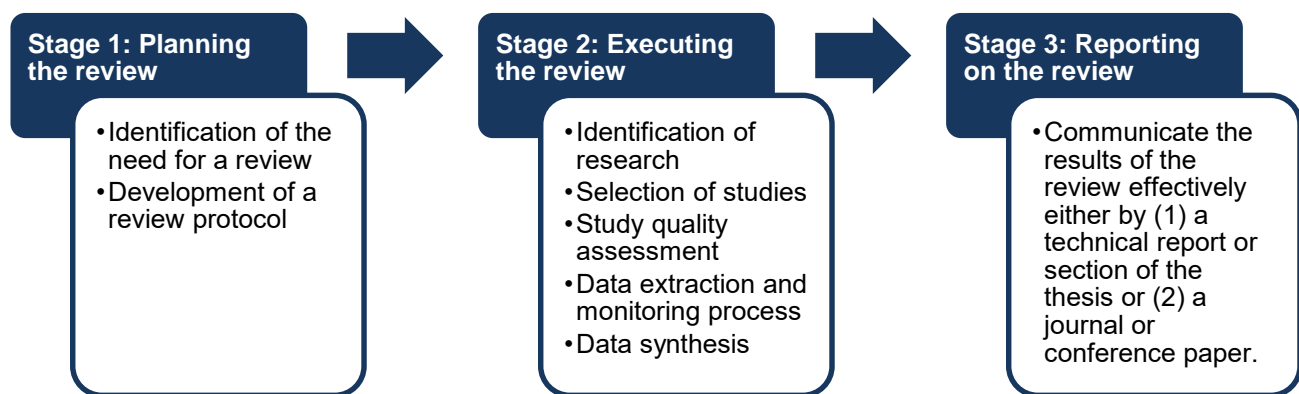 Stage 1: Planning
the review
•Identification of the
need for a review
•Development of a
review protocol
Stage 2: Executing
the review
•Identification of
research
•Selection of studies
•Study quality
assessment
•Data extraction and
monitoring process
•Data synthesis
Stage 3: Reporting
on the review
•Communicate the
results of the
review effectively
either by (1) a
technical report or
section of the
thesis or (2) a
journal or
conference paper.